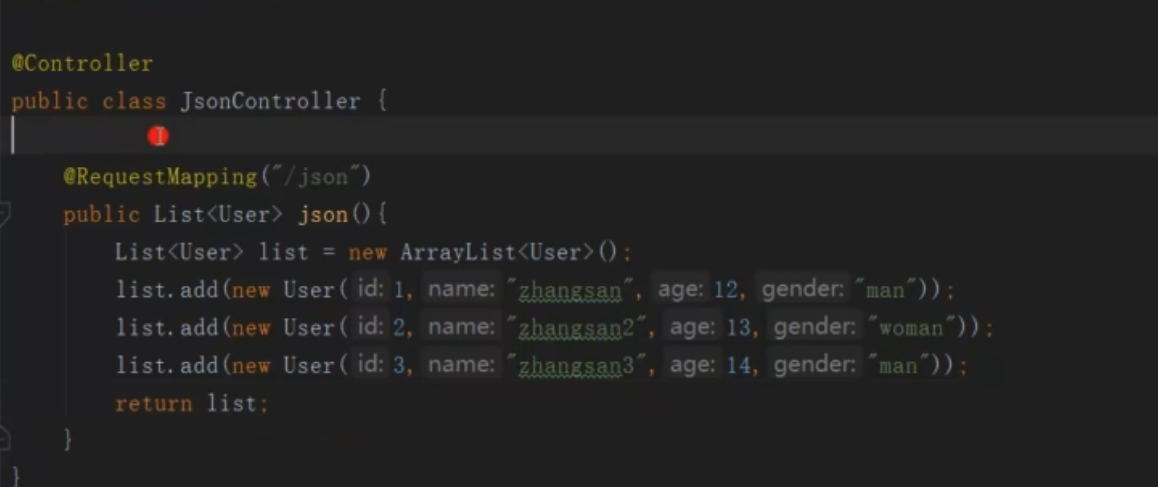 @Controller
public class JsonController {
@RequestMapping("/json")
public List<User> json(){
List<User> list = new ArrayList<User>();
list.add(new User( id: 1, name: "zhangsan", age: 12, gender: "man"));
list.add(new User( id: 2, name: "zhangsan2", age: 13, gender: "woman"));
list.add(new User( id: 3, name: "zhangsan3", age: 14, gender: "man"));
return list;
}
}